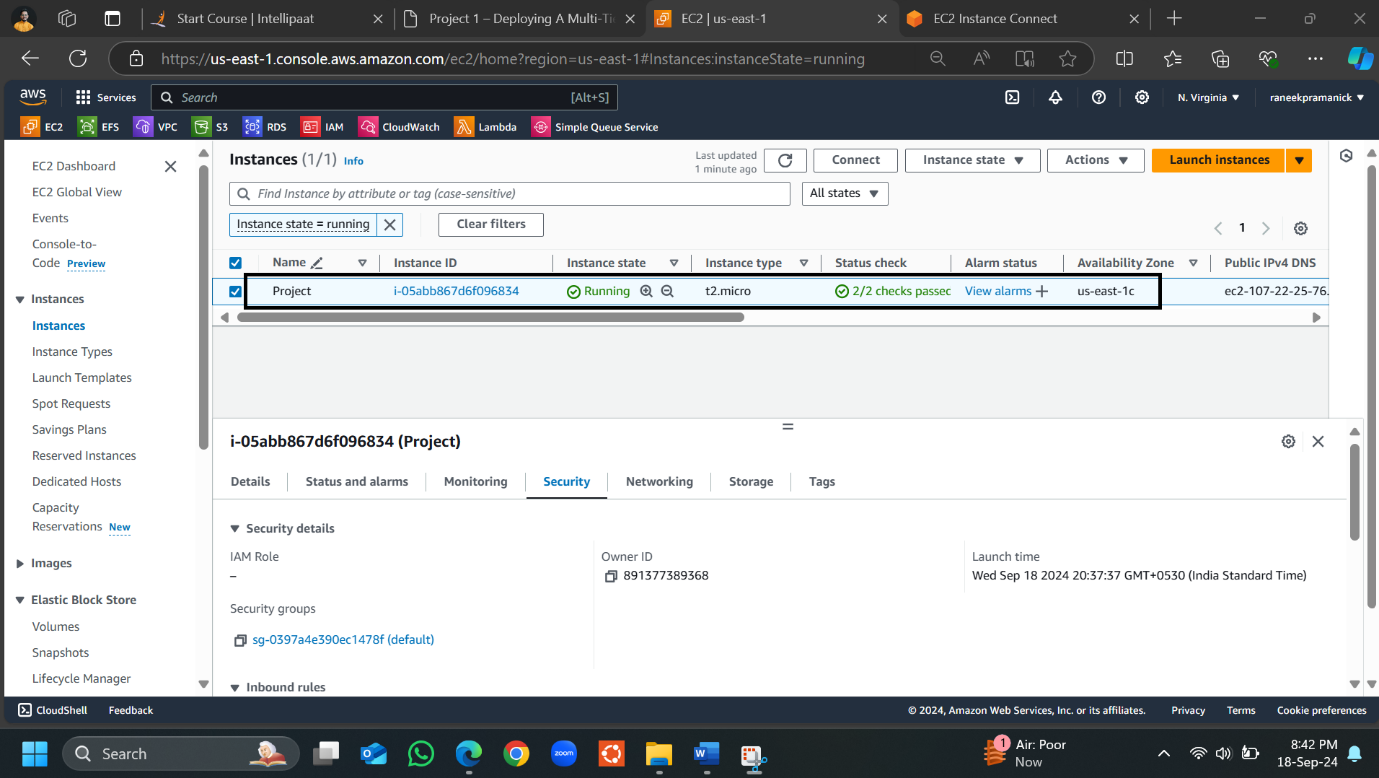 Start Course | Intellipaat
Project 1 – Deploying A Multi-Tie
EC2 | us-east-1
EC2 Instance Connect
https://us-east-1.console.aws.amazon.com/ec2/home?region=us-east-1#Instances:instanceState=running
aws
Services
Search
[Alt+S]
N. Virginia
raneekpramanick
EC2
EFS
VPC
S3
RDS
IAM
CloudWatch
Lambda
Simple Queue Service
EC2 Dashboard
EC2 Global View
Events
Console-to-
Code Preview
Instances
Instances
Instance Types
Launch Templates
Spot Requests
Savings Plans
Reserved Instances
Dedicated Hosts
Capacity
Reservations New
Images
Elastic Block Store
Volumes
Snapshots
Lifecycle Manager
Instances (1/1) Info
Last updated
1 minute ago
Connect
Instance state
Actions
Launch instances
Find Instance by attribute or tag (case-sensitive)
All states
Instance state = running
Clear filters
1
Name
Instance ID
Instance state
Instance type
Status check
Alarm status
Availability Zone
Public IPv4 DNS
Project
i-05abb867d6f096834
Running
t2.micro
2/2 checks passec
View alarms
us-east-1c
ec2-107-22-25-76.
i-05abb867d6f096834 (Project)
Details
Status and alarms
Monitoring
Security
Networking
Storage
Tags
Security details
IAM Role
–
Owner ID
891377389368
Launch time
Wed Sep 18 2024 20:37:37 GMT+0530 (India Standard Time)
Security groups
sg-0397a4e390ec1478f (default)
Inbound rules
CloudShell
Feedback
© 2024, Amazon Web Services, Inc. or its affiliates.
Privacy
Terms
Cookie preferences
Search
zoom
W
1
Air: Poor
Now
8:42 PM
18-Sep-24